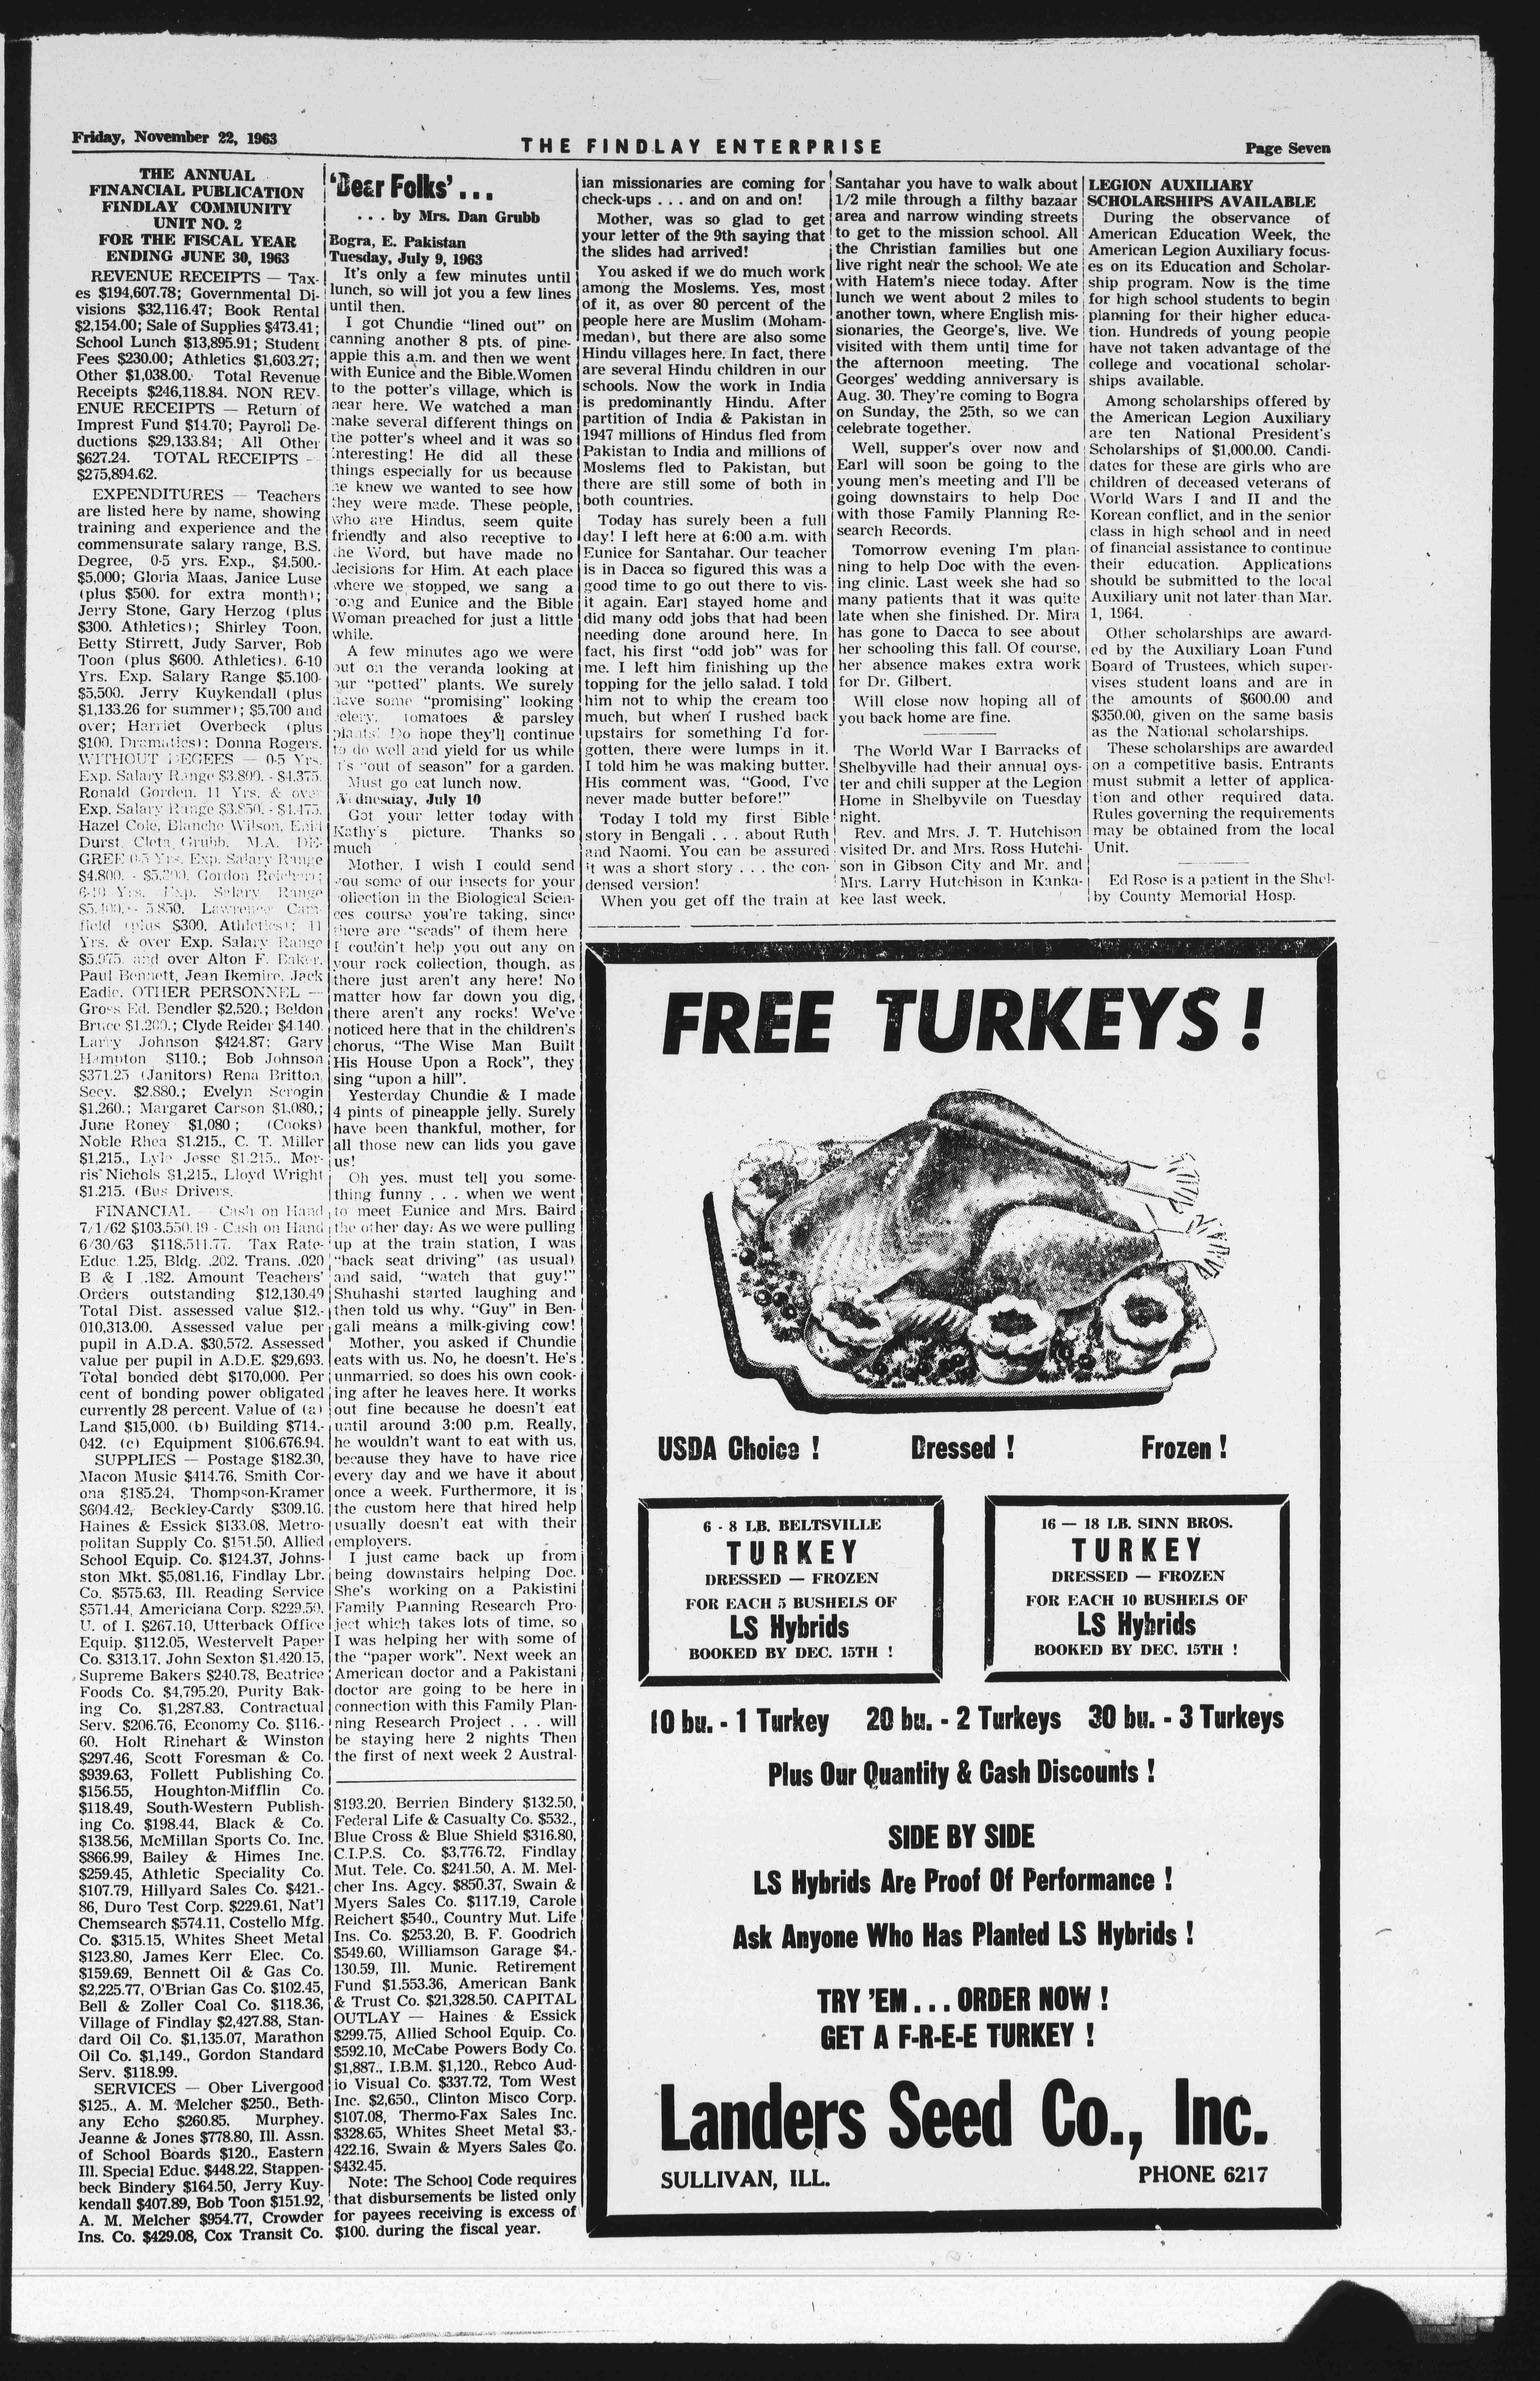 Friday, November 22, 1963
THE FINDLAY ENTERPRISE
Page Seven
THE ANNUAL
FINANCIAL PUBLICATION
FINDLAY COMMUNITY
UNIT NO. 2
FOR THE FISCAL YEAR
ENDING JUNE 30, 1963
REVENUE RECEIPTS — Tax-
es $194,607.78; Governmental Di-
visions $32,116.47; Book Rental
$2,154.00; Sale of Supplies $473.41;
School Lunch $13,895.91; Student
Fees $230.00; Athletics $1,603.27;
Other $1,038.00. Total Revenue
Receipts $246,118.84. NON REV-
ENUE RECEIPTS — Return of
Imprest Fund $14.70; Payroll De-
ductions $29,133.84; All Other
$627.24. TOTAL RECEIPTS -
$275,894.62.
EXPENDITURES — Teachers
are listed here by name, showing
training and experience and the
commensurate salary range, B.S.
Degree, 0-5 yrs. Exp., $4,500.-
$5,000; Gloria Maas, Janice Luse
(plus $500. for extra month);
Jerry Stone, Gary Herzog (plus
$300. Athletics); Shirley Toon,
Betty Stirrett, Judy Sarver, Bob
Toon (plus $600. Athletics). 6-10
Yrs. Exp. Salary Range $5.100-
$5,500. Jerry Kuykendall (plus
$1,133.26 for summer); $5,700 and
over; Harriet Overbeck (plus
$100. Dramatics); Donna Rogers.
WITHOUT DEGEES — 0-5 Yrs.
Exp. Salary Range $3.800. - $4.375.
Ronald Gorden. 11 Yrs. & over
Exp. Salary Range $3.850. - $4.475.
Hazel Cole, Blanche Wilson, Enid
Durst, Cleta Grubb. M.A. DE-
GREE 0-5 Yrs. Exp. Salary Range
$4.800. - $5.200. Gordon Reichert;
6-10 Yrs. Exp. Salary Range
$5.400.- 5.850. Lawrence Cam-
field (plus $300. Athletics); 11
Yrs. & over Exp. Salary Range
$5.975. and over Alton F. Baker,
Paul Bennett, Jean Ikemire, Jack
Eadie. OTHER PERSONNEL —
Gross Ed. Bendler $2,520.; Beldon
Bruce $1,200.; Clyde Reider $4.140.
Larry Johnson $424.87; Gary
Hampton $110.; Bob Johnson
$371.25 (Janitors) Rena Britton,
Secy. $2.880.; Evelyn Scrogin
$1,260.; Margaret Carson $1,080.;
June Roney $1,080 ; (Cooks)
Noble Rhea $1.215., C. T. Miller
$1,215., Lyle Jesse $1.215., Mor-
ris Nichols $1,215., Lloyd Wright
$1.215. (Bus Drivers.
FINANCIAL — Cash on Hand
7/1/62 $103.550.19 - Cash on Hand
6/30/63 $118,511.77. Tax Rate-
Educ. 1.25, Bldg. .202. Trans. .020
B & I .182. Amount Teachers'
Orders outstanding $12,130.49
Total Dist. assessed value $12,-
010,313.00. Assessed value per
pupil in A.D.A. $30,572. Assessed
value per pupil in A.D.E. $29,693.
Total bonded debt $170,000. Per
cent of bonding power obligated
currently 28 percent. Value of (a)
Land $15,000. (b) Building $714,-
042. (c) Equipment $106,676.94.
SUPPLIES — Postage $182.30,
Macon Music $414.76, Smith Cor-
ona $185.24, Thompson-Kramer
$604.42, Beckley-Cardy $309.16.
Haines & Essick $133.08, Metro-
politan Supply Co. $151.50, Allied
School Equip. Co. $124.37, Johns-
ston Mkt. $5,081.16, Findlay Lbr.
Co. $575.63, Ill. Reading Service
$571.44, Americiana Corp. $229.50.
U. of I. $267.10, Utterback Office
Equip. $112.05, Westervelt Paper
Co. $313.17, John Sexton $1,420.15,
Supreme Bakers $240.78, Beatrice
Foods Co. $4,795.20, Purity Bak-
ing Co. $1,287.83, Contractual
Serv. $206.76, Economy Co. $116.-
60. Holt Rinehart & Winston
$297.46, Scott Foresman & Co.
$939.63, Follett Publishing Co.
$156.55, Houghton-Mifflin Co.
$118.49, South-Western Publish-
ing Co. $198.44, Black & Co.
$138.56, McMillan Sports Co. Inc.
$866.99, Bailey & Himes Inc.
$259.45, Athletic Speciality Co.
$107.79, Hillyard Sales Co. $421.-
86, Duro Test Corp. $229.61, Nat'l
Chemsearch $574.11, Costello Mfg.
Co. $315.15, Whites Sheet Metal
$123.80, James Kerr Elec. Co.
$159.69, Bennett Oil & Gas Co.
$2,225.77, O'Brian Gas Co. $102.45,
Bell & Zoller Coal Co. $118.36,
Village of Findlay $2,427.88, Stan-
dard Oil Co. $1,135.07, Marathon
Oil Co. $1,149., Gordon Standard
Serv. $118.99.
SERVICES — Ober Livergood
$125., A. M. Melcher $250., Beth-
any Echo $260.85, Murphey,
Jeanne & Jones $778.80, Ill. Assn.
of School Boards $120., Eastern
Ill. Special Educ. $448.22, Stappen-
beck Bindery $164.50, Jerry Kuy-
kendall $407.89, Bob Toon $151.92,
A. M. Melcher $954.77, Crowder
Ins. Co. $429.08, Cox Transit Co.
'Dear Folks' . . .
. . . by Mrs. Dan Grubb
Bogra, E. Pakistan
Tuesday, July 9, 1963
It's only a few minutes until
lunch, so will jot you a few lines
until then.
I got Chundie "lined out" on
canning another 8 pts. of pine-
apple this a.m. and then we went
with Eunice and the Bible Women
to the potter's village, which is
near here. We watched a man
make several different things on
the potter's wheel and it was so
interesting! He did all these
things especially for us because
he knew we wanted to see how
they were made. These people,
who are Hindus, seem quite
friendly and also receptive to
the Word, but have made no
decisions for Him. At each place
where we stopped, we sang a
song and Eunice and the Bible
Woman preached for just a little
while.
A few minutes ago we were
out on the veranda looking at
our "potted" plants. We surely
have some "promising" looking
celery, tomatoes & parsley
plants! Do hope they'll continue
to do well and yield for us while
it's "out of season" for a garden.
Must go eat lunch now.
Wednesday, July 10
Got your letter today with
Kathy's picture. Thanks so
much
Mother, I wish I could send
you some of our insects for your
collection in the Biological Scien-
ces course you're taking, since
there are "scads" of them here
I couldn't help you out any on
your rock collection, though, as
there just aren't any here! No
matter how far down you dig,
there aren't any rocks! We've
noticed here that in the children's
chorus, "The Wise Man Built
His House Upon a Rock", they
sing "upon a hill".
Yesterday Chundie & I made
4 pints of pineapple jelly. Surely
have been thankful, mother, for
all those new can lids you gave
us!
Oh yes, must tell you some-
thing funny . . . when we went
to meet Eunice and Mrs. Baird
the other day. As we were pulling
up at the train station, I was
"back seat driving" (as usual)
and said, "watch that guy!"
Shuhashi started laughing and
then told us why. "Guy" in Ben-
gali means a milk-giving cow!
Mother, you asked if Chundie
eats with us. No, he doesn't. He's
unmarried, so does his own cook-
ing after he leaves here. It works
out fine because he doesn't eat
until around 3:00 p.m. Really,
he wouldn't want to eat with us,
because they have to have rice
every day and we have it about
once a week. Furthermore, it is
the custom here that hired help
usually doesn't eat with their
employers.
I just came back up from
being downstairs helping Doc.
She's working on a Pakistini
Family Planning Research Pro-
ject which takes lots of time, so
I was helping her with some of
the "paper work". Next week an
American doctor and a Pakistani
doctor are going to be here in
connection with this Family Plan-
ning Research Project . . . will
be staying here 2 nights Then
the first of next week 2 Austral-
$193.20, Berrien Bindery $132.50,
Federal Life & Casualty Co. $532.,
Blue Cross & Blue Shield $316.80,
C.I.P.S. Co. $3,776.72, Findlay
Mut. Tele. Co. $241.50, A. M. Mel-
cher Ins. Agcy. $850.37, Swain &
Myers Sales Co. $117.19, Carole
Reichert $540., Country Mut. Life
Ins. Co. $253.20, B. F. Goodrich
$549.60, Williamson Garage $4,-
130.59, Ill. Munic. Retirement
Fund $1,553.36, American Bank
& Trust Co. $21,328.50. CAPITAL
OUTLAY — Haines & Essick
$299.75, Allied School Equip. Co.
$592.10, McCabe Powers Body Co.
$1,887., I.B.M. $1,120., Rebco Aud-
io Visual Co. $337.72, Tom West
Inc. $2,650., Clinton Misco Corp.
$107.08, Thermo-Fax Sales Inc.
$328.65, Whites Sheet Metal $3,-
422.16, Swain & Myers Sales Co.
$432.45.
Note: The School Code requires
that disbursements be listed only
for payees receiving is excess of
$100. during the fiscal year.
ian missionaries are coming for
check-ups . . . and on and on!
Mother, was so glad to get
your letter of the 9th saying that
the slides had arrived!
You asked if we do much work
among the Moslems. Yes, most
of it, as over 80 percent of the
people here are Muslim (Moham-
medan), but there are also some
Hindu villages here. In fact, there
are several Hindu children in our
schools. Now the work in India
is predominantly Hindu. After
partition of India & Pakistan in
1947 millions of Hindus fled from
Pakistan to India and millions of
Moslems fled to Pakistan, but
there are still some of both in
both countries.
Today has surely been a full
day! I left here at 6:00 a.m. with
Eunice for Santahar. Our teacher
is in Dacca so figured this was a
good time to go out there to vis-
it again. Earl stayed home and
did many odd jobs that had been
needing done around here. In
fact, his first "odd job" was for
me. I left him finishing up the
topping for the jello salad. I told
him not to whip the cream too
much, but when I rushed back
upstairs for something I'd for-
gotten, there were lumps in it.
I told him he was making butter.
His comment was, "Good, I've
never made butter before!"
Today I told my first Bible
story in Bengali . . . about Ruth
and Naomi. You can be assured
it was a short story . . . the con-
densed version!
When you get off the train at
Santahar you have to walk about
1/2 mile through a filthy bazaar
area and narrow winding streets
to get to the mission school. All
the Christian families but one
live right near the school. We ate
with Hatem's niece today. After
lunch we went about 2 miles to
another town, where English mis-
sionaries, the George's, live. We
visited with them until time for
the afternoon meeting. The
Georges' wedding anniversary is
Aug. 30. They're coming to Bogra
on Sunday, the 25th, so we can
celebrate together.
Well, supper's over now and
Earl will soon be going to the
young men's meeting and I'll be
going downstairs to help Doc
with those Family Planning Re-
search Records.
Tomorrow evening I'm plan-
ning to help Doc with the even-
ing clinic. Last week she had so
many patients that it was quite
late when she finished. Dr. Mira
has gone to Dacca to see about
her schooling this fall. Of course,
her absence makes extra work
for Dr. Gilbert.
Will close now hoping all of
you back home are fine.
The World War I Barracks of
Shelbyville had their annual oys-
ter and chili supper at the Legion
Home in Shelbyvile on Tuesday
night.
Rev. and Mrs. J. T. Hutchison
visited Dr. and Mrs. Ross Hutchi-
son in Gibson City and Mr. and
Mrs. Larry Hutchison in Kanka-
kee last week.
LEGION AUXILIARY
SCHOLARSHIPS AVAILABLE
During the observance of
American Education Week, the
American Legion Auxiliary focus-
es on its Education and Scholar-
ship program. Now is the time
for high school students to begin
planning for their higher educa-
tion. Hundreds of young people
have not taken advantage of the
college and vocational scholar-
ships available.
Among scholarships offered by
the American Legion Auxiliary
are ten National President's
Scholarships of $1,000.00. Candi-
dates for these are girls who are
children of deceased veterans of
World Wars I and II and the
Korean conflict, and in the senior
class in high school and in need
of financial assistance to continue
their education. Applications
should be submitted to the local
Auxiliary unit not later than Mar.
1, 1964.
Other scholarships are award-
ed by the Auxiliary Loan Fund
Board of Trustees, which super-
vises student loans and are in
the amounts of $600.00 and
$350.00, given on the same basis
as the National scholarships.
These scholarships are awarded
on a competitive basis. Entrants
must submit a letter of applica-
tion and other required data.
Rules governing the requirements
may be obtained from the local
Unit.
Ed Rose is a patient in the Shel-
by County Memorial Hosp.
FREE TURKEYS !
USDA Choice ! Dressed ! Frozen !
6 - 8 LB. BELTSVILLE
TURKEY
DRESSED — FROZEN
FOR EACH 5 BUSHELS OF
LS Hybrids
BOOKED BY DEC. 15TH !
16 — 18 LB. SINN BROS.
TURKEY
DRESSED — FROZEN
FOR EACH 10 BUSHELS OF
LS Hybrids
BOOKED BY DEC. 15TH !
10 bu. - 1 Turkey 20 bu. - 2 Turkeys 30 bu. - 3 Turkeys
Plus Our Quantity & Cash Discounts !
SIDE BY SIDE
LS Hybrids Are Proof Of Performance !
Ask Anyone Who Has Planted LS Hybrids !
TRY 'EM . . . ORDER NOW !
GET A F-R-E-E TURKEY !
Landers Seed Co., Inc.
SULLIVAN, ILL. PHONE 6217